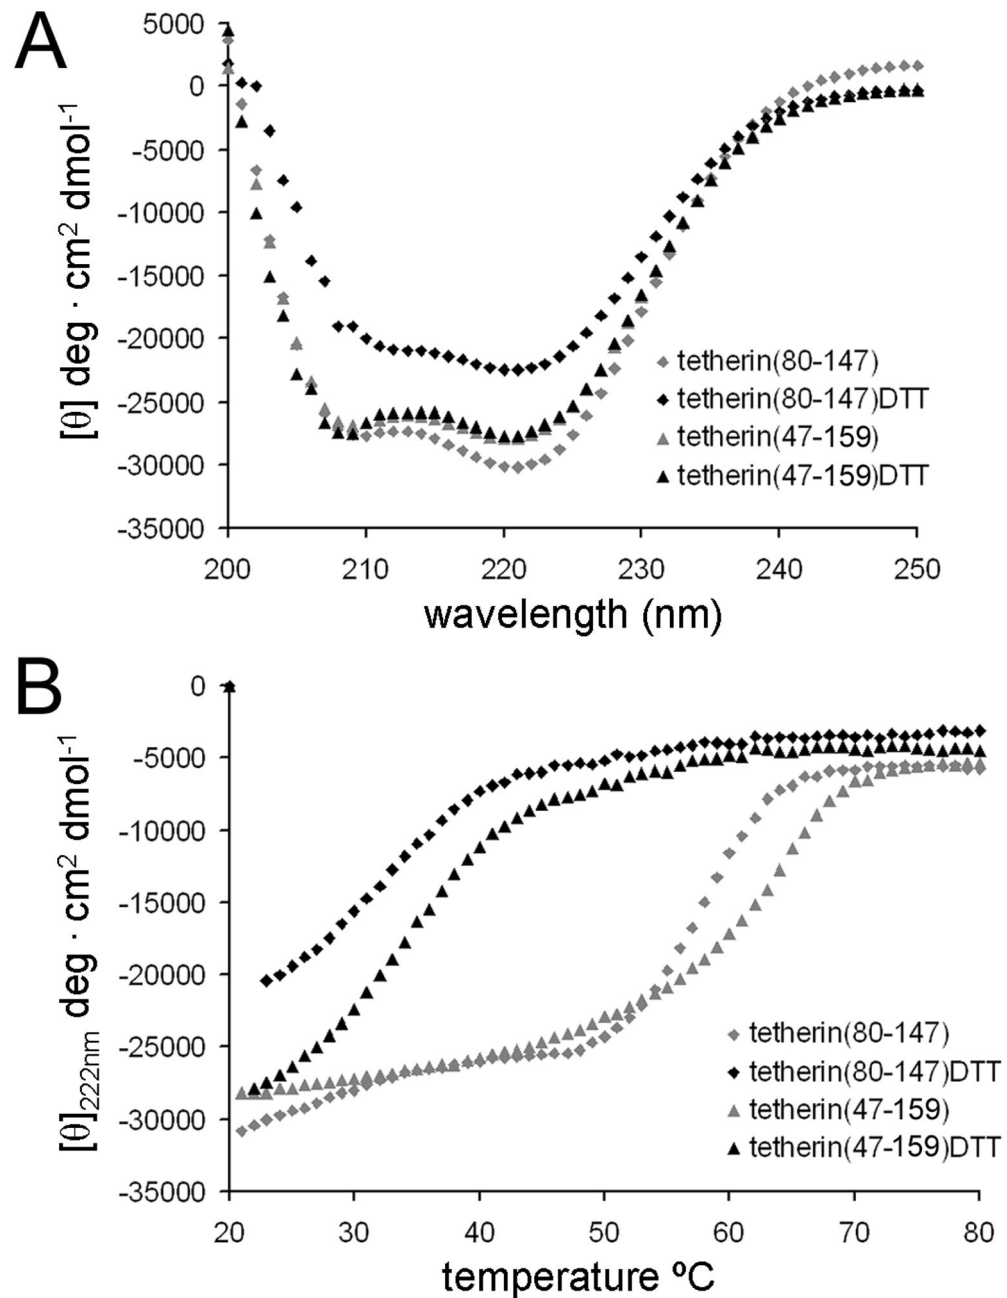 A
5000
0
-5000
-10000
-15000
-20000
-25000
-30000
-35000
[θ] deg · cm² dmol⁻¹
tetherin(80-147)
tetherin(80-147)DTT
tetherin(47-159)
tetherin(47-159)DTT
200 210 220 230 240 250
wavelength (nm)
B
0
-5000
-10000
-15000
-20000
-25000
-30000
-35000
[θ]222nm deg · cm² dmol⁻¹
tetherin(80-147)
tetherin(80-147)DTT
tetherin(47-159)
tetherin(47-159)DTT
20 30 40 50 60 70 80
temperature ºC